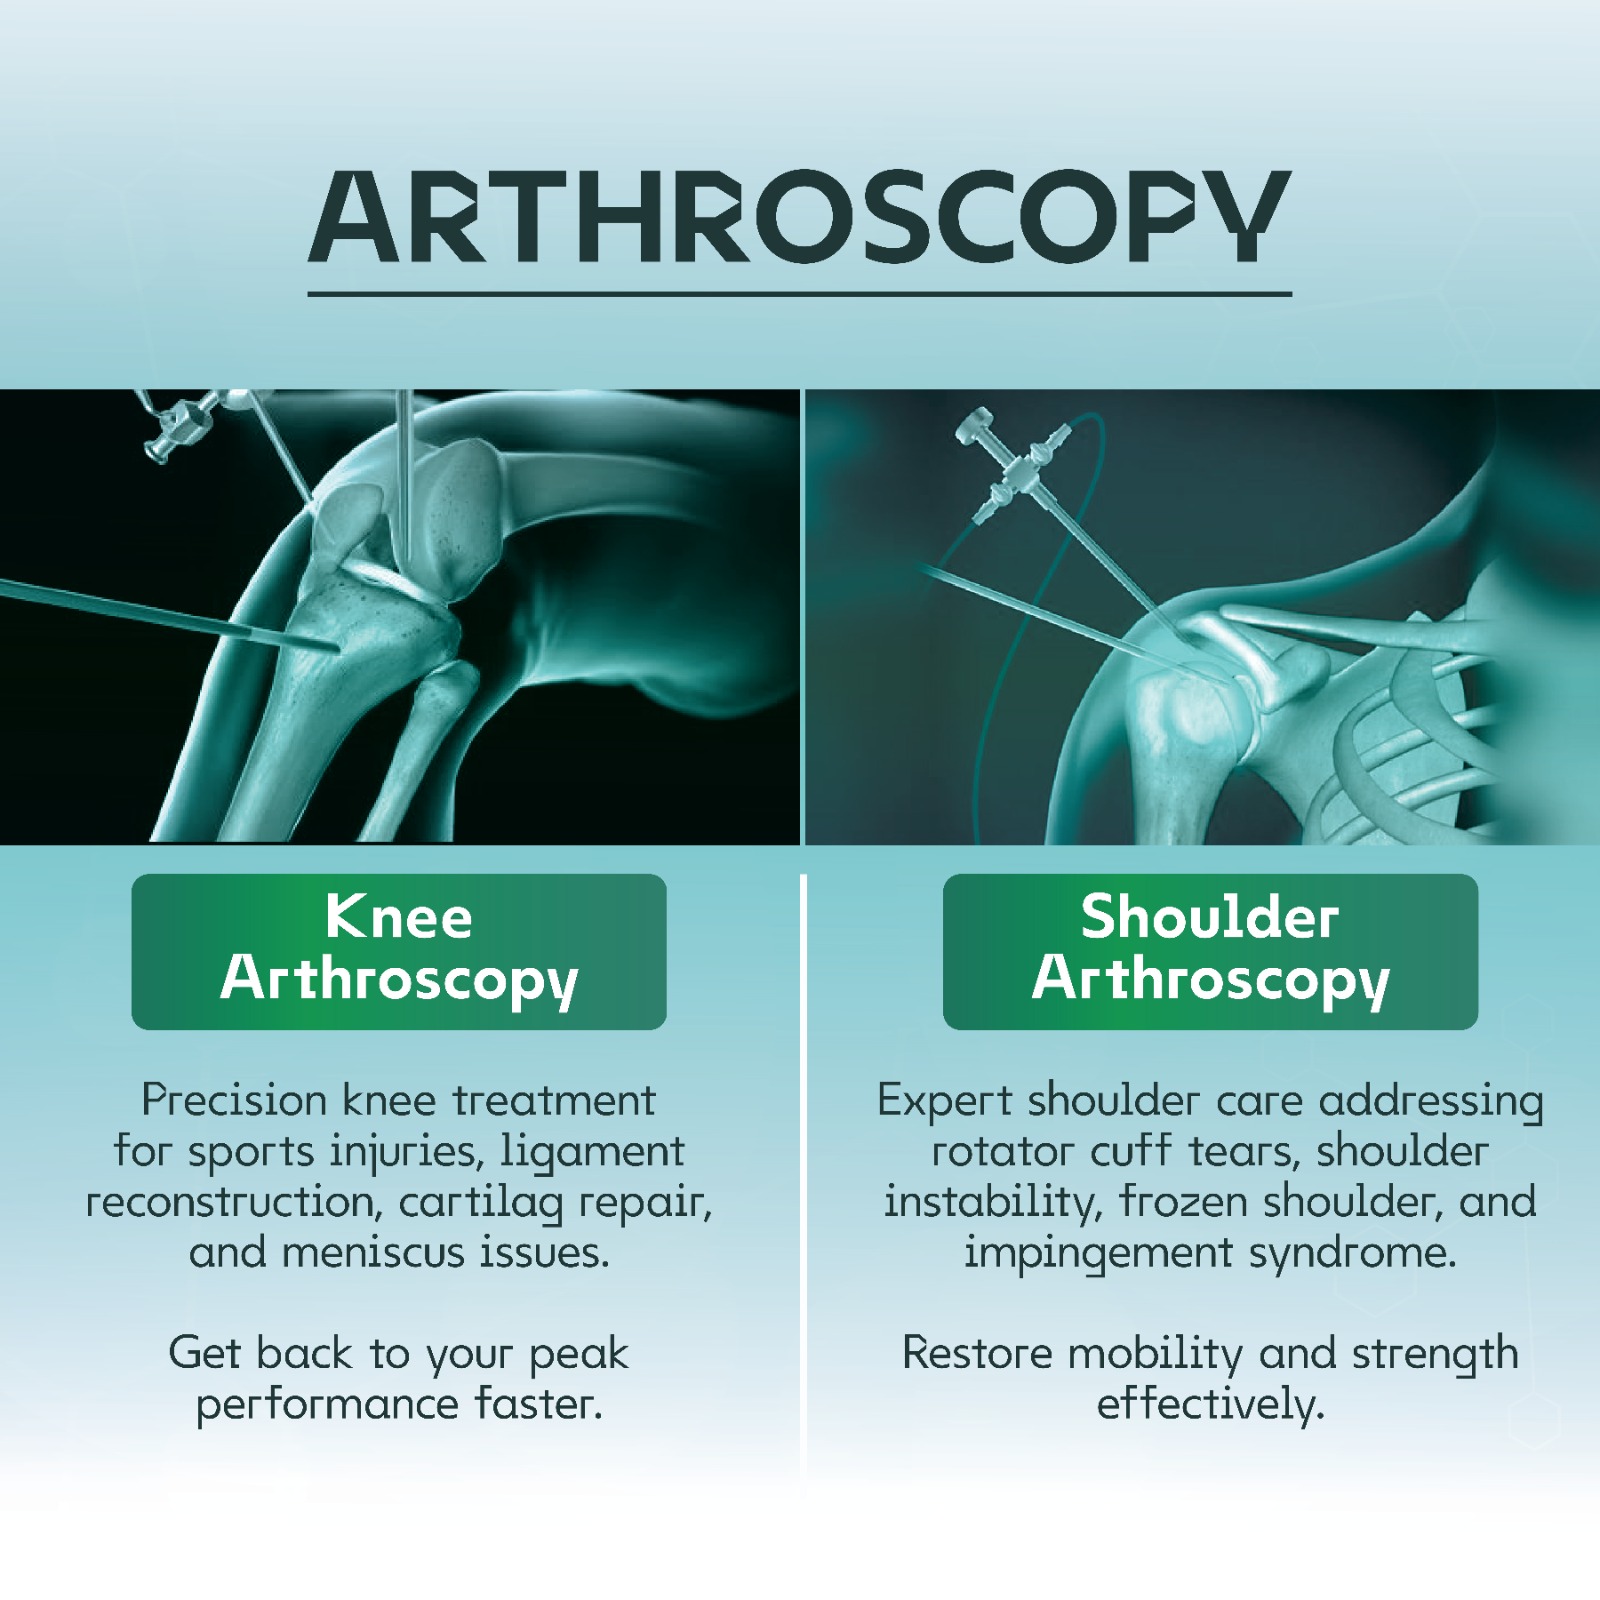 ARTHROSCOPY
Knee
Arthroscopy
Precision knee treatment
for sports injuries, ligament
reconstruction, cartilag repair,
and meniscus issues.
Get back to your peak
performance faster.
Shoulder
Arthroscopy
Expert shoulder care addressing
rotator cuff tears, shoulder
instability, frozen shoulder, and
impingement syndrome.
Restore mobility and strength
effectively.